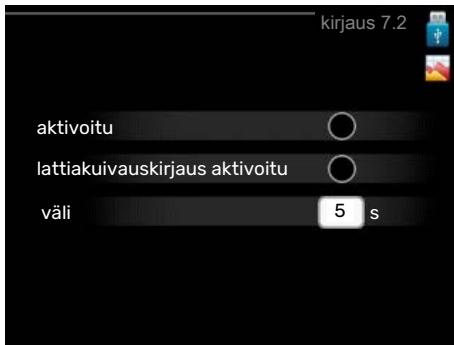 kirjaus 7.2
aktivoitu
lattiakuivauskirjaus aktivoitu
väli 5 s